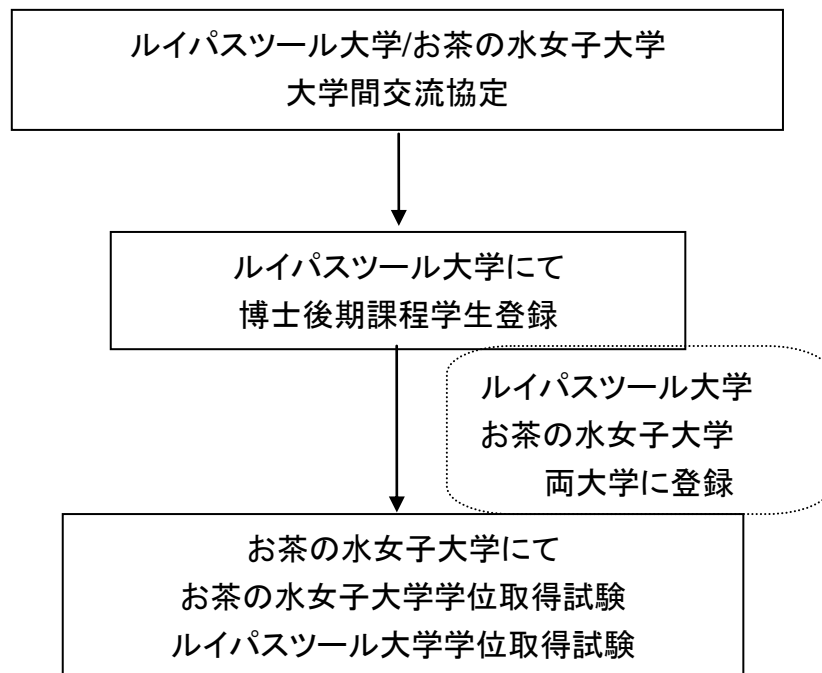 ルイパスツール大学/お茶の水女子大学
大学間交流協定
ルイパスツール大学にて
博士後期課程学生登録
ルイパスツール大学
お茶の水女子大学
両大学に登録
お茶の水女子大学にて
お茶の水女子大学学位取得試験
ルイパスツール大学学位取得試験